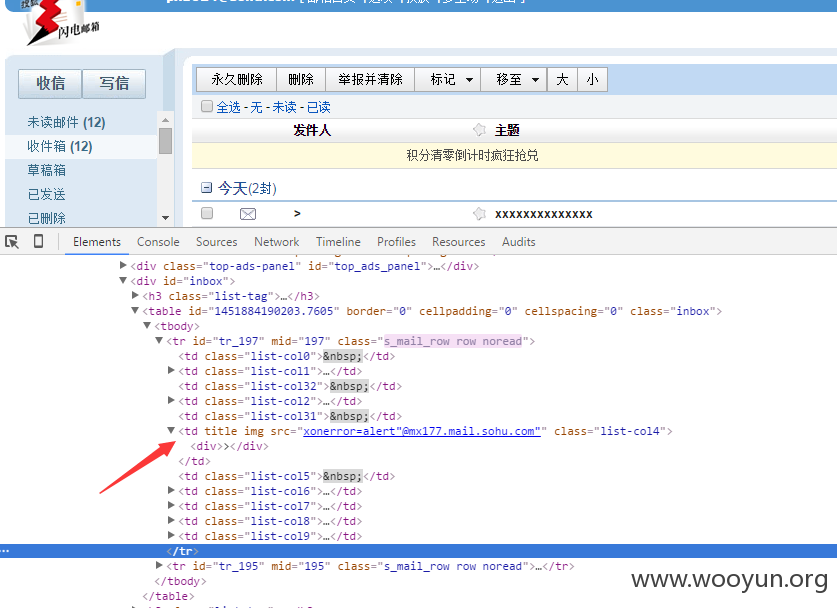 搜狐
闪电邮箱
收信 写信 永久删除 删除 举报并清除 标记 移至 大 小
全选 - 无 - 未读 - 已读
未读邮件 (12)
发件人 主题
收件箱 (12)
积分清零倒计时疯狂抢兑
草稿箱
已发送
今天(2封)
已删除
> xxxxxxxxxxxxxx
Elements Console Sources Network Timeline Profiles Resources Audits
<div class="top-ads-panel" id="top_ads_panel">…</div>
<div id="inbox">
<h3 class="list-tag">…</h3>
<table id="1451884190203.7605" border="0" cellpadding="0" cellspacing="0" class="inbox">
<tbody>
<tr id="tr_197" mid="197" class="s_mail_row row noread">
<td class="list-col0">&nbsp;</td>
<td class="list-col1">…</td>
<td class="list-col32">&nbsp;</td>
<td class="list-col2">…</td>
<td class="list-col31">&nbsp;</td>
<td title img src="xonerror=alert"@mx177.mail.sohu.com"" class="list-col4">
<div>></div>
</td>
<td class="list-col5">&nbsp;</td>
<td class="list-col6">…</td>
<td class="list-col7">…</td>
<td class="list-col8">…</td>
<td class="list-col9">…</td>
</tr>
<tr id="tr_195" mid="195" class="s_mail_row row noread">…</tr>
</tbody>
</table>
www.wooyun.org